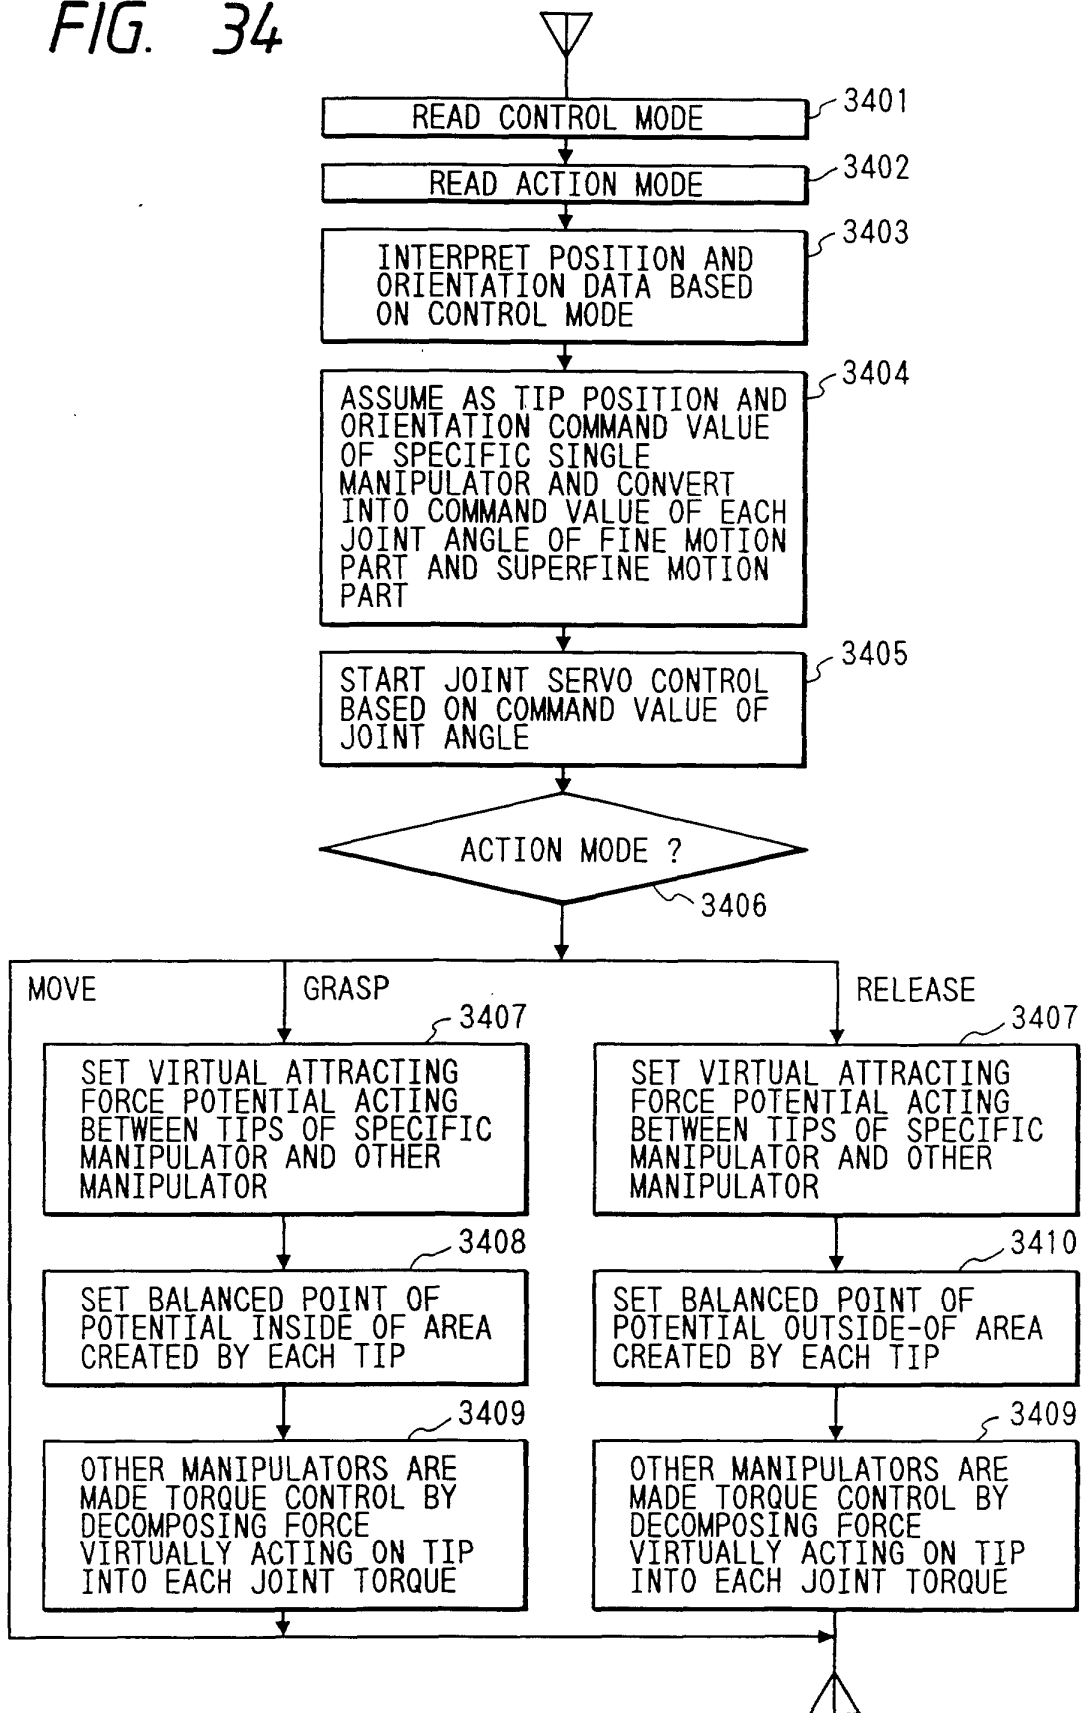 FIG. 34
3401
READ CONTROL MODE
3402
READ ACTION MODE
3403
INTERPRET POSITION AND
ORIENTATION DATA BASED
ON CONTROL MODE
3404
ASSUME AS TIP POSITION AND
ORIENTATION COMMAND VALUE
OF SPECIFIC SINGLE
MANIPULATOR AND CONVERT
INTO COMMAND VALUE OF EACH
JOINT ANGLE OF FINE MOTION
PART AND SUPERFINE MOTION
PART
3405
START JOINT SERVO CONTROL
BASED ON COMMAND VALUE OF
JOINT ANGLE
ACTION MODE ?
3406
MOVE
GRASP
RELEASE
3407
SET VIRTUAL ATTRACTING
FORCE POTENTIAL ACTING
BETWEEN TIPS OF SPECIFIC
MANIPULATOR AND OTHER
MANIPULATOR
3408
SET BALANCED POINT OF
POTENTIAL INSIDE OF AREA
CREATED BY EACH TIP
3409
OTHER MANIPULATORS ARE
MADE TORQUE CONTROL BY
DECOMPOSING FORCE
VIRTUALLY ACTING ON TIP
INTO EACH JOINT TORQUE
3407
SET VIRTUAL ATTRACTING
FORCE POTENTIAL ACTING
BETWEEN TIPS OF SPECIFIC
MANIPULATOR AND OTHER
MANIPULATOR
3410
SET BALANCED POINT OF
POTENTIAL OUTSIDE-OF AREA
CREATED BY EACH TIP
3409
OTHER MANIPULATORS ARE
MADE TORQUE CONTROL BY
DECOMPOSING FORCE
VIRTUALLY ACTING ON TIP
INTO EACH JOINT TORQUE